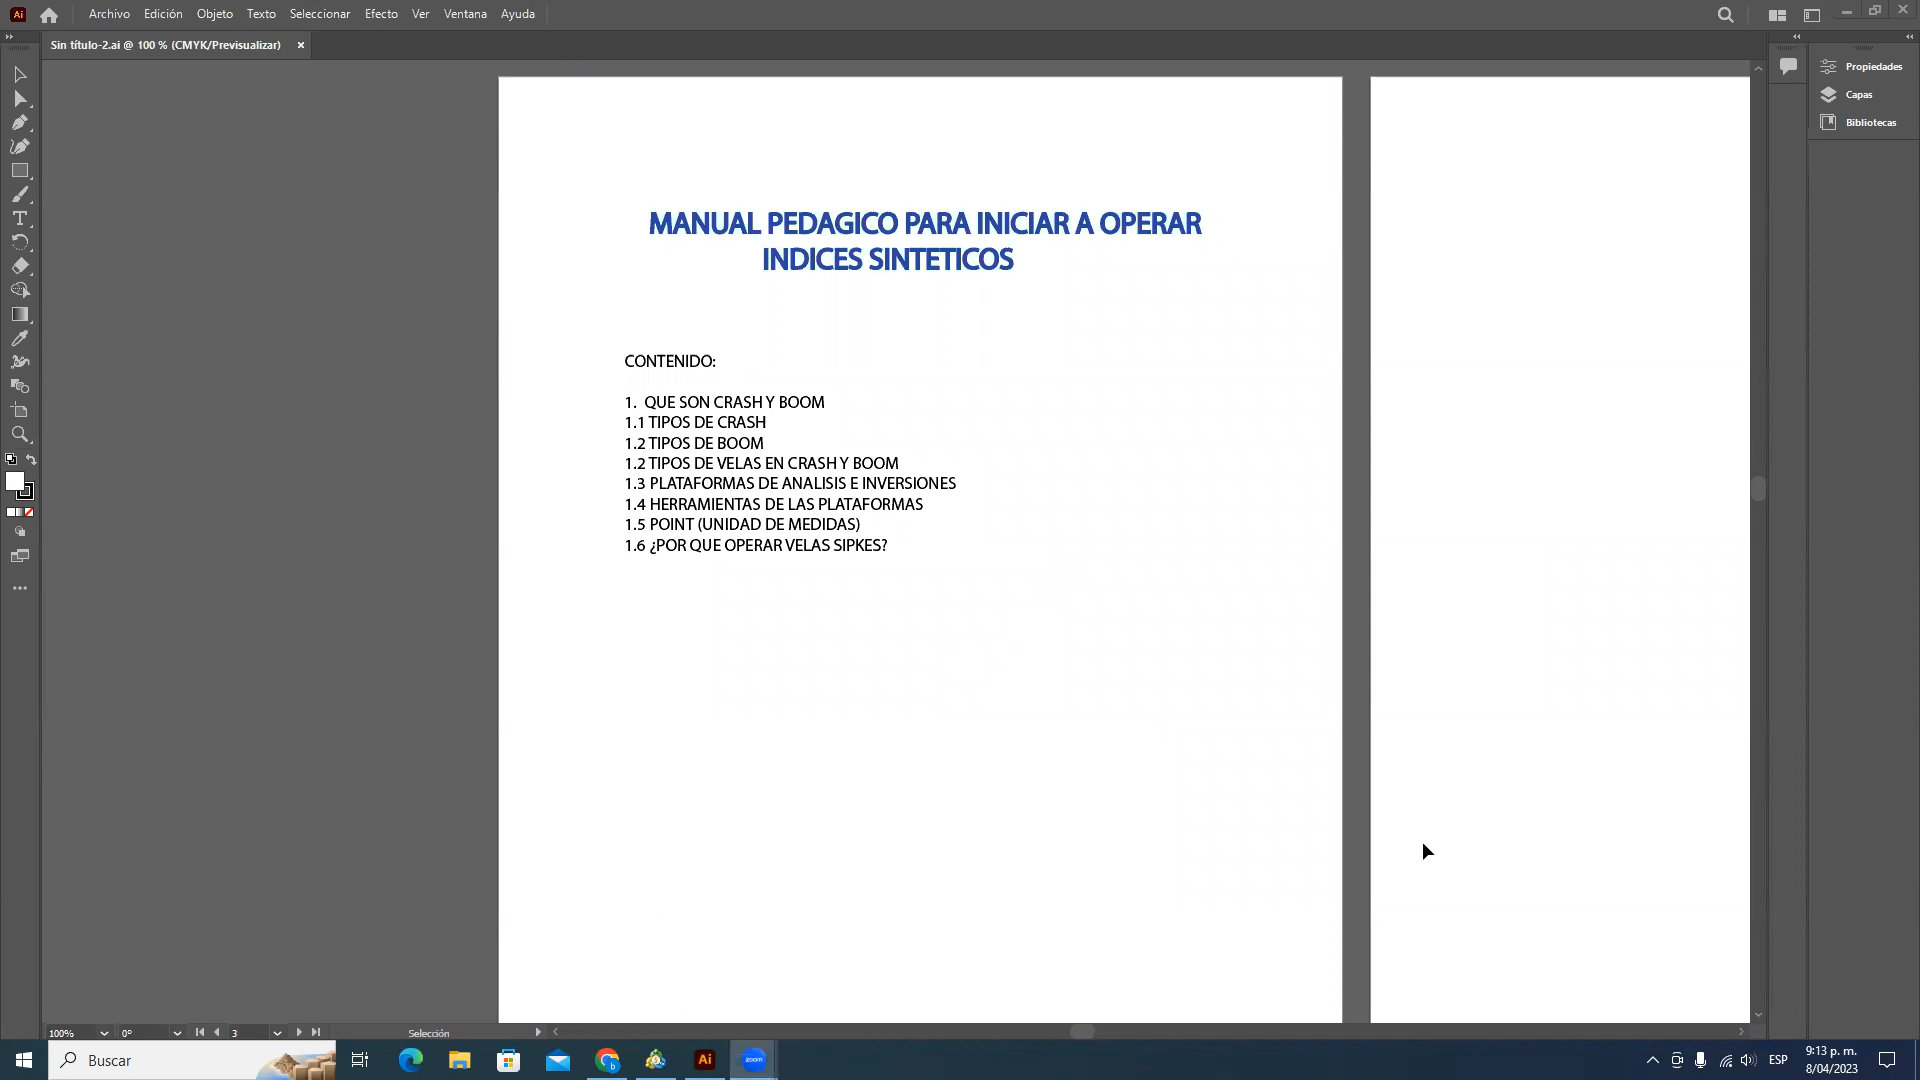 Ai
Archivo Edición Objeto Texto Seleccionar Efecto Ver Ventana Ayuda
Sin título-2.ai @ 100 % (CMYK/Previsualizar) ×
Propiedades
Capas
Bibliotecas
MANUAL PEDAGICO PARA INICIAR A OPERAR
INDICES SINTETICOS
CONTENIDO:
1. QUE SON CRASH Y BOOM
1.1 TIPOS DE CRASH
1.2 TIPOS DE BOOM
1.2 TIPOS DE VELAS EN CRASH Y BOOM
1.3 PLATAFORMAS DE ANALISIS E INVERSIONES
1.4 HERRAMIENTAS DE LAS PLATAFORMAS
1.5 POINT (UNIDAD DE MEDIDAS)
1.6 ¿POR QUE OPERAR VELAS SIPKES?
100% 0° 3 Selección
Buscar Ai zoom ESP 9:13 p. m.
8/04/2023